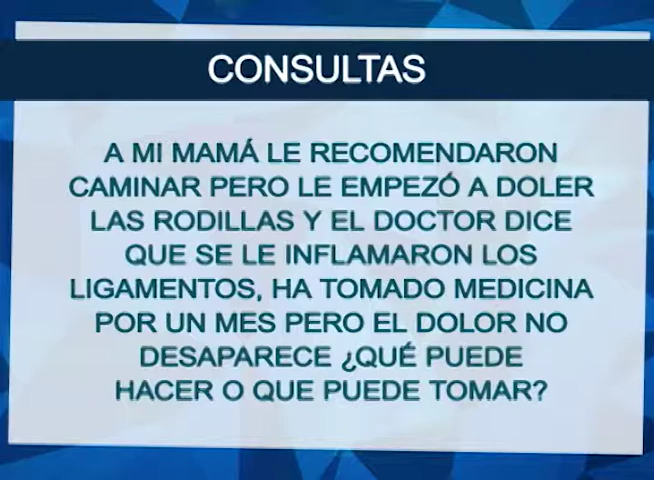 CONSULTAS
A MI MAMÁ LE RECOMENDARON
CAMINAR PERO LE EMPEZÓ A DOLER
LAS RODILLAS Y EL DOCTOR DICE
QUE SE LE INFLAMARON LOS
LIGAMENTOS, HA TOMADO MEDICINA
POR UN MES PERO EL DOLOR NO
DESAPARECE ¿QUÉ PUEDE
HACER O QUE PUEDE TOMAR?